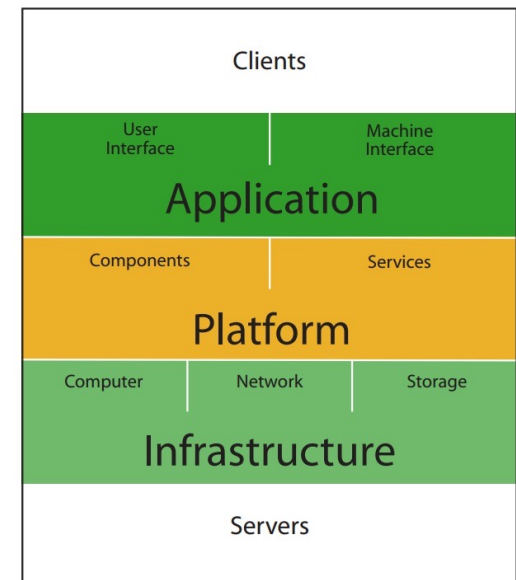 Clients
User
Interface
Machine
Interface
Application
Components
Services
Platform
Computer
Network
Storage
Infrastructure
Servers